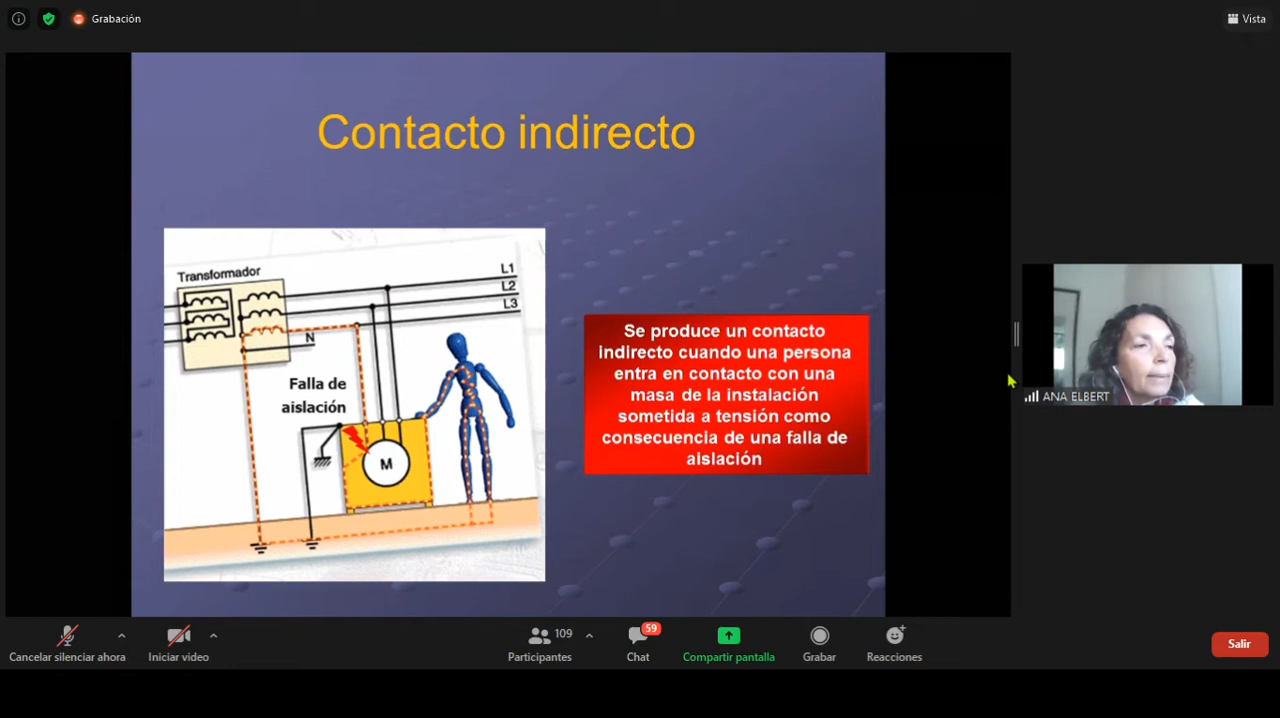 Grabación
Vista
Contacto indirecto
Transformador
L1
L2
L3
N
Falla de
aislación
M
Se produce un contacto
indirecto cuando una persona
entra en contacto con una
masa de la instalación
sometida a tensión como
consecuencia de una falla de
aislación
ANA ELBERT
Cancelar silenciar ahora
Iniciar video
109
Participantes
59
Chat
Compartir pantalla
Grabar
Reacciones
Salir